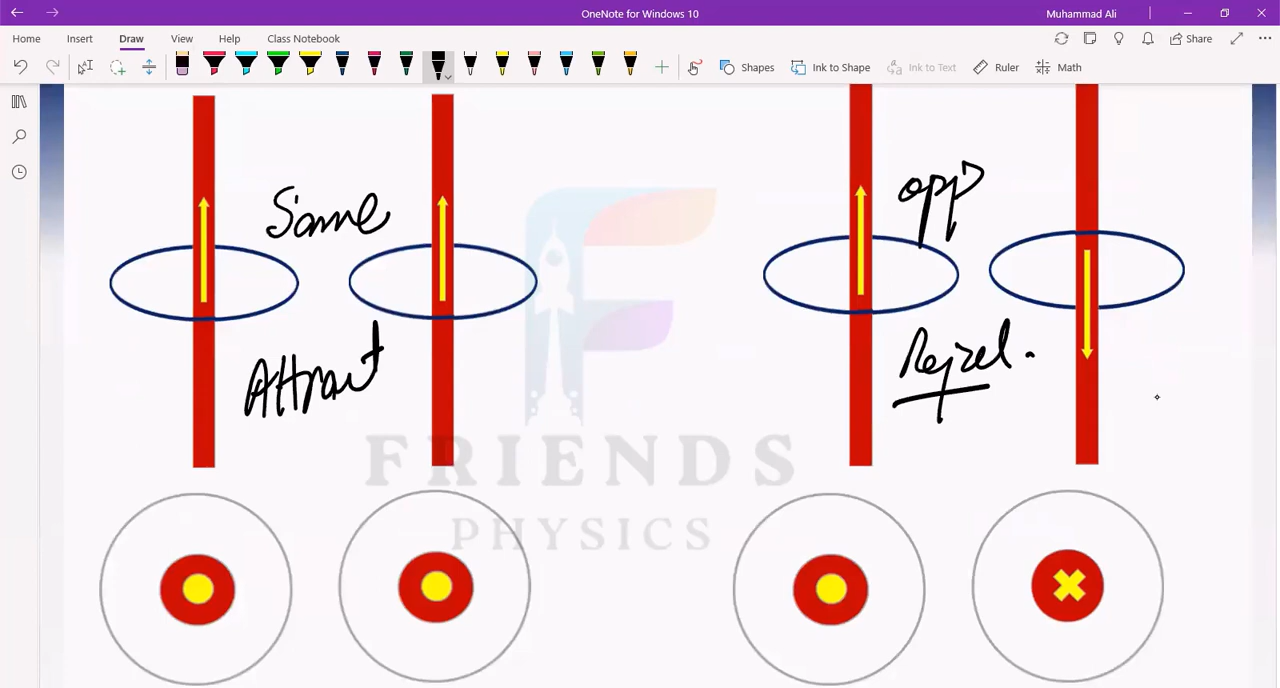 OneNote for Windows 10
Muhammad Ali
Home Insert Draw View Help Class Notebook
Share
Shapes Ink to Shape Ink to Text Ruler Math
Same
opp
Attract
Repel.
FRIENDS
PHYSICS